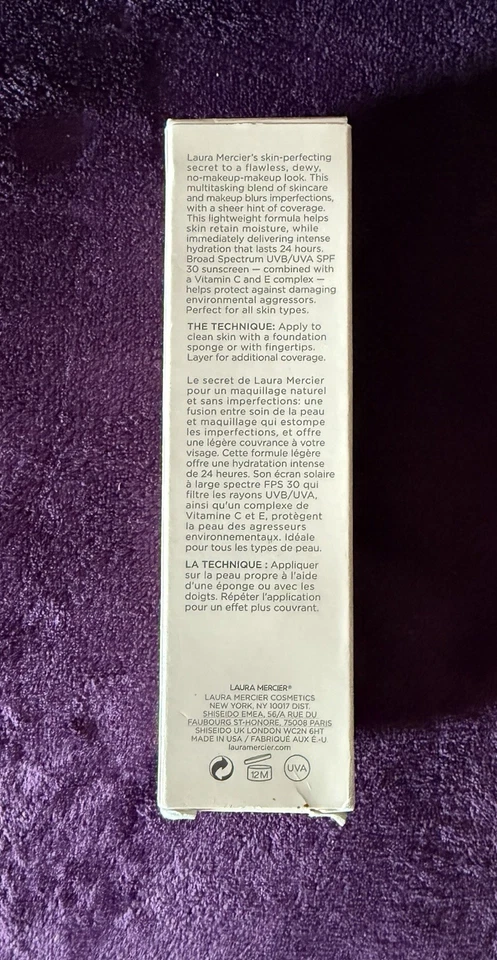 Laura Mercier's skin-perfecting
secret to a flawless, dewy,
no-makeup-makeup look. This
multitasking blend of skincare
and makeup blurs imperfections,
with a sheer hint of coverage.
This lightweight formula helps
skin retain moisture, while
immediately delivering intense
hydration that lasts 24 hours.
Broad Spectrum UVB/UVA SPF
30 sunscreen — combined with
a Vitamin C and E complex —
helps protect against damaging
environmental aggressors.
Perfect for all skin types.
THE TECHNIQUE: Apply to
clean skin with a foundation
sponge or with fingertips.
Layer for additional coverage.
Le secret de Laura Mercier
pour un maquillage naturel
et sans imperfections: une
fusion entre soin de la peau
et maquillage qui estompe
les imperfections, et offre
une légère couvrance à votre
visage. Cette formule légère
offre une hydratation intense
de 24 heures. Son écran solaire
à large spectre FPS 30 qui
filtre les rayons UVB/UVA,
ainsi qu'un complexe de
Vitamine C et E, protègent
la peau des agresseurs
environnementaux. Idéale
pour tous les types de peau.
LA TECHNIQUE : Appliquer
sur la peau propre à l'aide
d'une éponge ou avec les
doigts. Répéter l'application
pour un effet plus couvrant.
LAURA MERCIER®
LAURA MERCIER COSMETICS
NEW YORK, NY 10017 DIST.
SHISEIDO EMEA, 56/A RUE DU
FAUBOURG ST-HONORE, 75008 PARIS
SHISEIDO UK LONDON WC2N 6HT
MADE IN USA / FABRIQUÉ AUX É.-U.
lauramercier.com
12M UVA